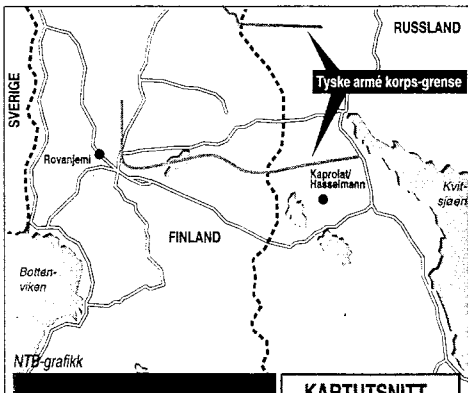 RUSSLAND
Tyske armé korps-grense
SVERIGE
Rovanjemi
Kaprolat/
Hasselmann
Kvit-
sjøen
FINLAND
Botten-
viken
NTB-grafikk
KARTUTSNITT